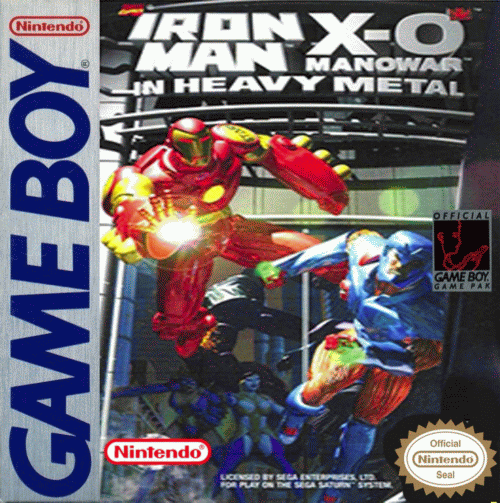 Nintendo
GAME BOY
®
IRON MAN
X-O
MANOWAR
IN HEAVY METAL
OFFICIAL
GAME BOY
GAME PAK
Nintendo®
LICENSED BY SEGA ENTERPRISES, LTD.
FOR PLAY ON THE SEGA SATURN™ SYSTEM.
Official
Nintendo
Seal